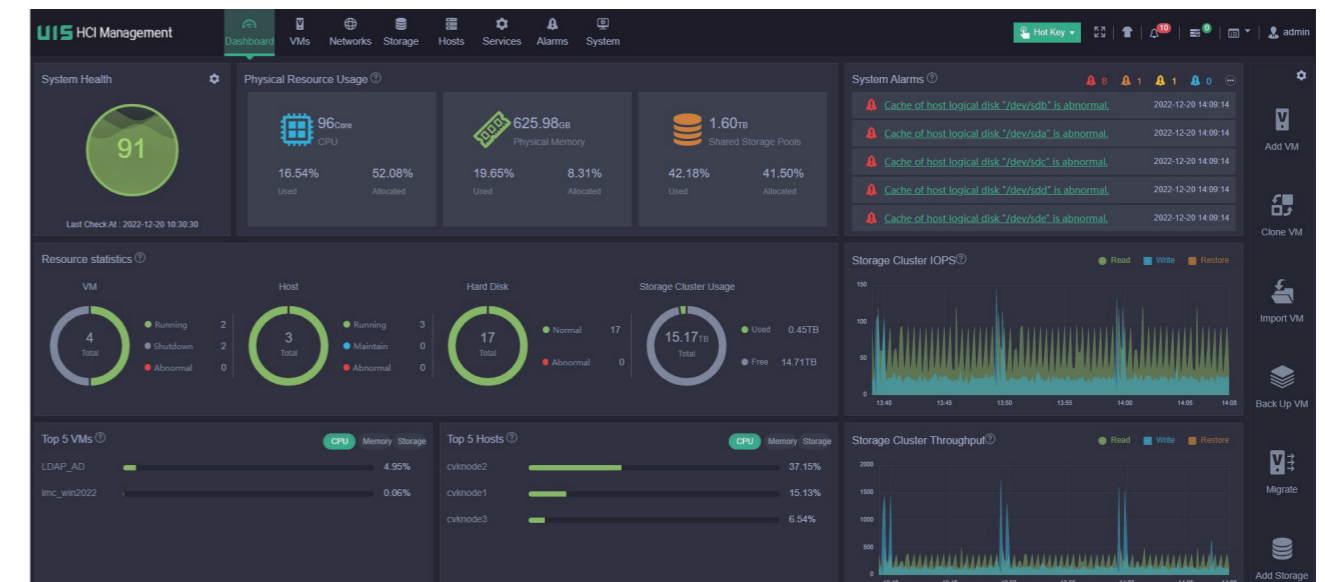 UIS HCI Management
Dashboard VMs Networks Storage Hosts Services Alarms System
Hot Key 10 0 admin
System Health
91
Last Check At : 2022-12-20 10:30:30
Physical Resource Usage
96Core
CPU
16.54% 52.08%
Used Allocated
625.98GB
Physical Memory
19.65% 8.31%
Used Allocated
1.60TB
Shared Storage Pools
42.18% 41.50%
Used Allocated
System Alarms 8 1 1 0
Cache of host logical disk "/dev/sdb" is abnormal. 2022-12-20 14:09:14
Cache of host logical disk "/dev/sda" is abnormal. 2022-12-20 14:09:14
Cache of host logical disk "/dev/sdc" is abnormal. 2022-12-20 14:09:14
Cache of host logical disk "/dev/sdd" is abnormal. 2022-12-20 14:09:14
Cache of host logical disk "/dev/sde" is abnormal. 2022-12-20 14:09:14
Add VM
Clone VM
Import VM
Back Up VM
Migrate
Add Storage
Resource statistics
VM
4
Total
Running 2
Shutdown 2
Abnormal 0
Host
3
Total
Running 3
Maintain 0
Abnormal 0
Hard Disk
17
Total
Normal 17
Abnormal 0
Storage Cluster Usage
15.17TB
Total
Used 0.45TB
Free 14.71TB
Storage Cluster IOPS
Read Write Restore
150
100
50
0
13:40 13:45 13:50 13:55 14:00 14:05 14:08
Top 5 VMs
CPU Memory Storage
LDAP_AD 4.95%
imc_win2022 0.06%
Top 5 Hosts
CPU Memory Storage
cvknode2 37.15%
cvknode1 15.13%
cvknode3 6.54%
Storage Cluster Throughput
Read Write Restore
2000
1500
1000
500
0